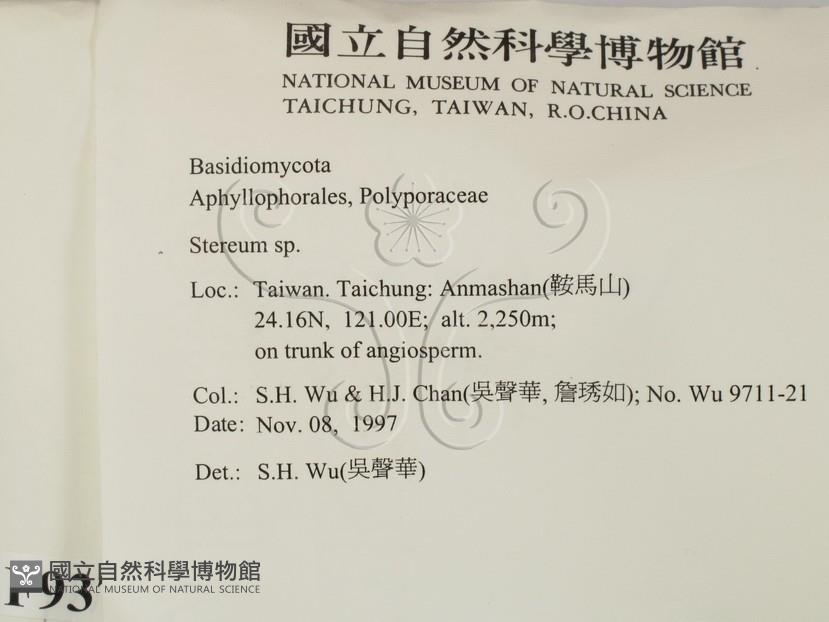 國立自然科學博物館
NATIONAL MUSEUM OF NATURAL SCIENCE
TAICHUNG, TAIWAN, R.O.CHINA
Basidiomycota
Aphyllophorales, Polyporaceae
Stereum sp.
Loc.: Taiwan. Taichung: Anmashan(鞍馬山)
24.16N, 121.00E; alt. 2,250m;
on trunk of angiosperm.
Col.: S.H. Wu & H.J. Chan(吳聲華, 詹琇如); No. Wu 9711-21
Date: Nov. 08, 1997
Det.: S.H. Wu(吳聲華)
國立自然科學博物館
NATIONAL MUSEUM OF NATURAL SCIENCE